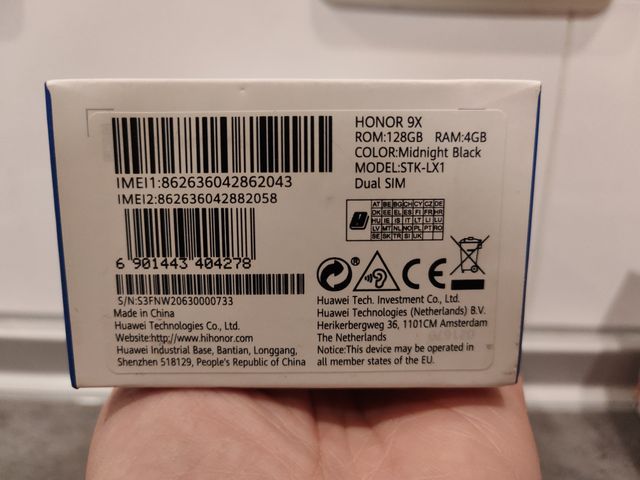 HONOR 9X
ROM:128GB RAM:4GB
COLOR:Midnight Black
MODEL:STK-LX1
Dual SIM
IMEI1:862636042862043
IMEI2:862636042882058
AT BE BG CH CY CZ DE
DK EE EL ES FI FR HR
HU IE IS IT LT LI LU
LV MT NL NO PL PT RO
SE SK TR SI UK
6 901443 404278
S/N:S3FNW20630000733
Made in China
Huawei Technologies Co., Ltd.
Website:http://www.hihonor.com
Huawei Industrial Base, Bantian, Longgang,
Shenzhen 518129, People's Republic of China
CE
Huawei Tech. Investment Co., Ltd.
Huawei Technologies (Netherlands) B.V.
Herikerbergweg 36, 1101CM Amsterdam
The Netherlands
Notice:This device may be operated in
all member states of the EU.